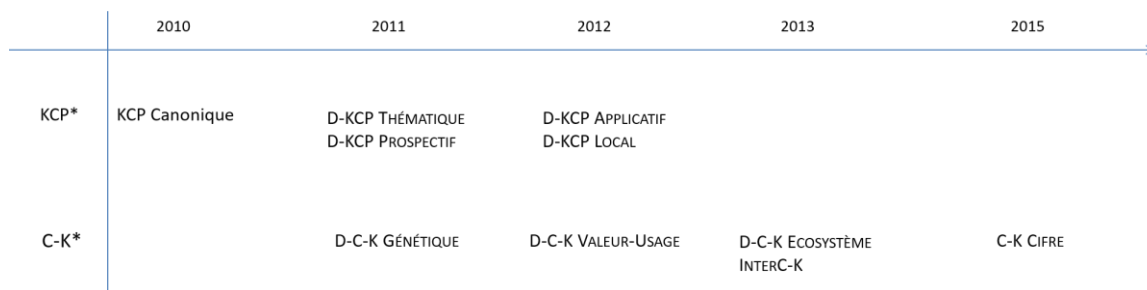 2010 2011 2012 2013 2015
KCP* KCP Canonique D-KCP THÉMATIQUE D-KCP APPLICATIF
D-KCP PROSPECTIF D-KCP LOCAL
C-K* D-C-K GÉNÉTIQUE D-C-K VALEUR-USAGE D-C-K ECOSYSTÈME C-K CIFRE
INTERC-K